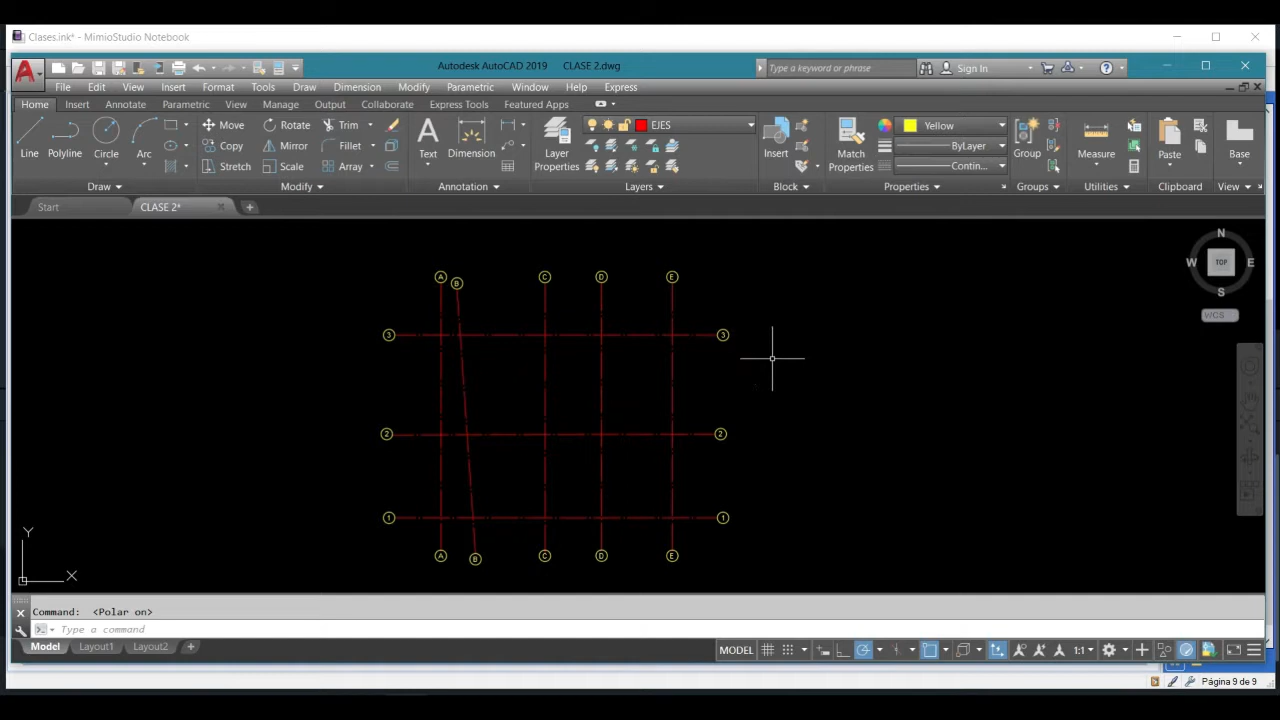 Clases.ink* - MimioStudio Notebook
Autodesk AutoCAD 2019 CLASE 2.dwg
Type a keyword or phrase
Sign In
File Edit View Insert Format Tools Draw Dimension Modify Parametric Window Help Express
Home Insert Annotate Parametric View Manage Output Collaborate Express Tools Featured Apps
Line Polyline Circle Arc
Move Rotate Trim
Copy Mirror Fillet
Stretch Scale Array
Text Dimension
Layer Properties
EJES
Insert
Match Properties
Yellow
ByLayer
Contin...
Group
Measure
Paste
Base
Draw Modify Annotation Layers Block Properties Groups Utilities Clipboard View
Start CLASE 2*
N
W TOP E
S
WCS
A B C D E
3 3
2 2
1 1
A B C D E
Y
X
Command: <Polar on>
Type a command
Model Layout1 Layout2
MODEL 1:1
Página 9 de 9